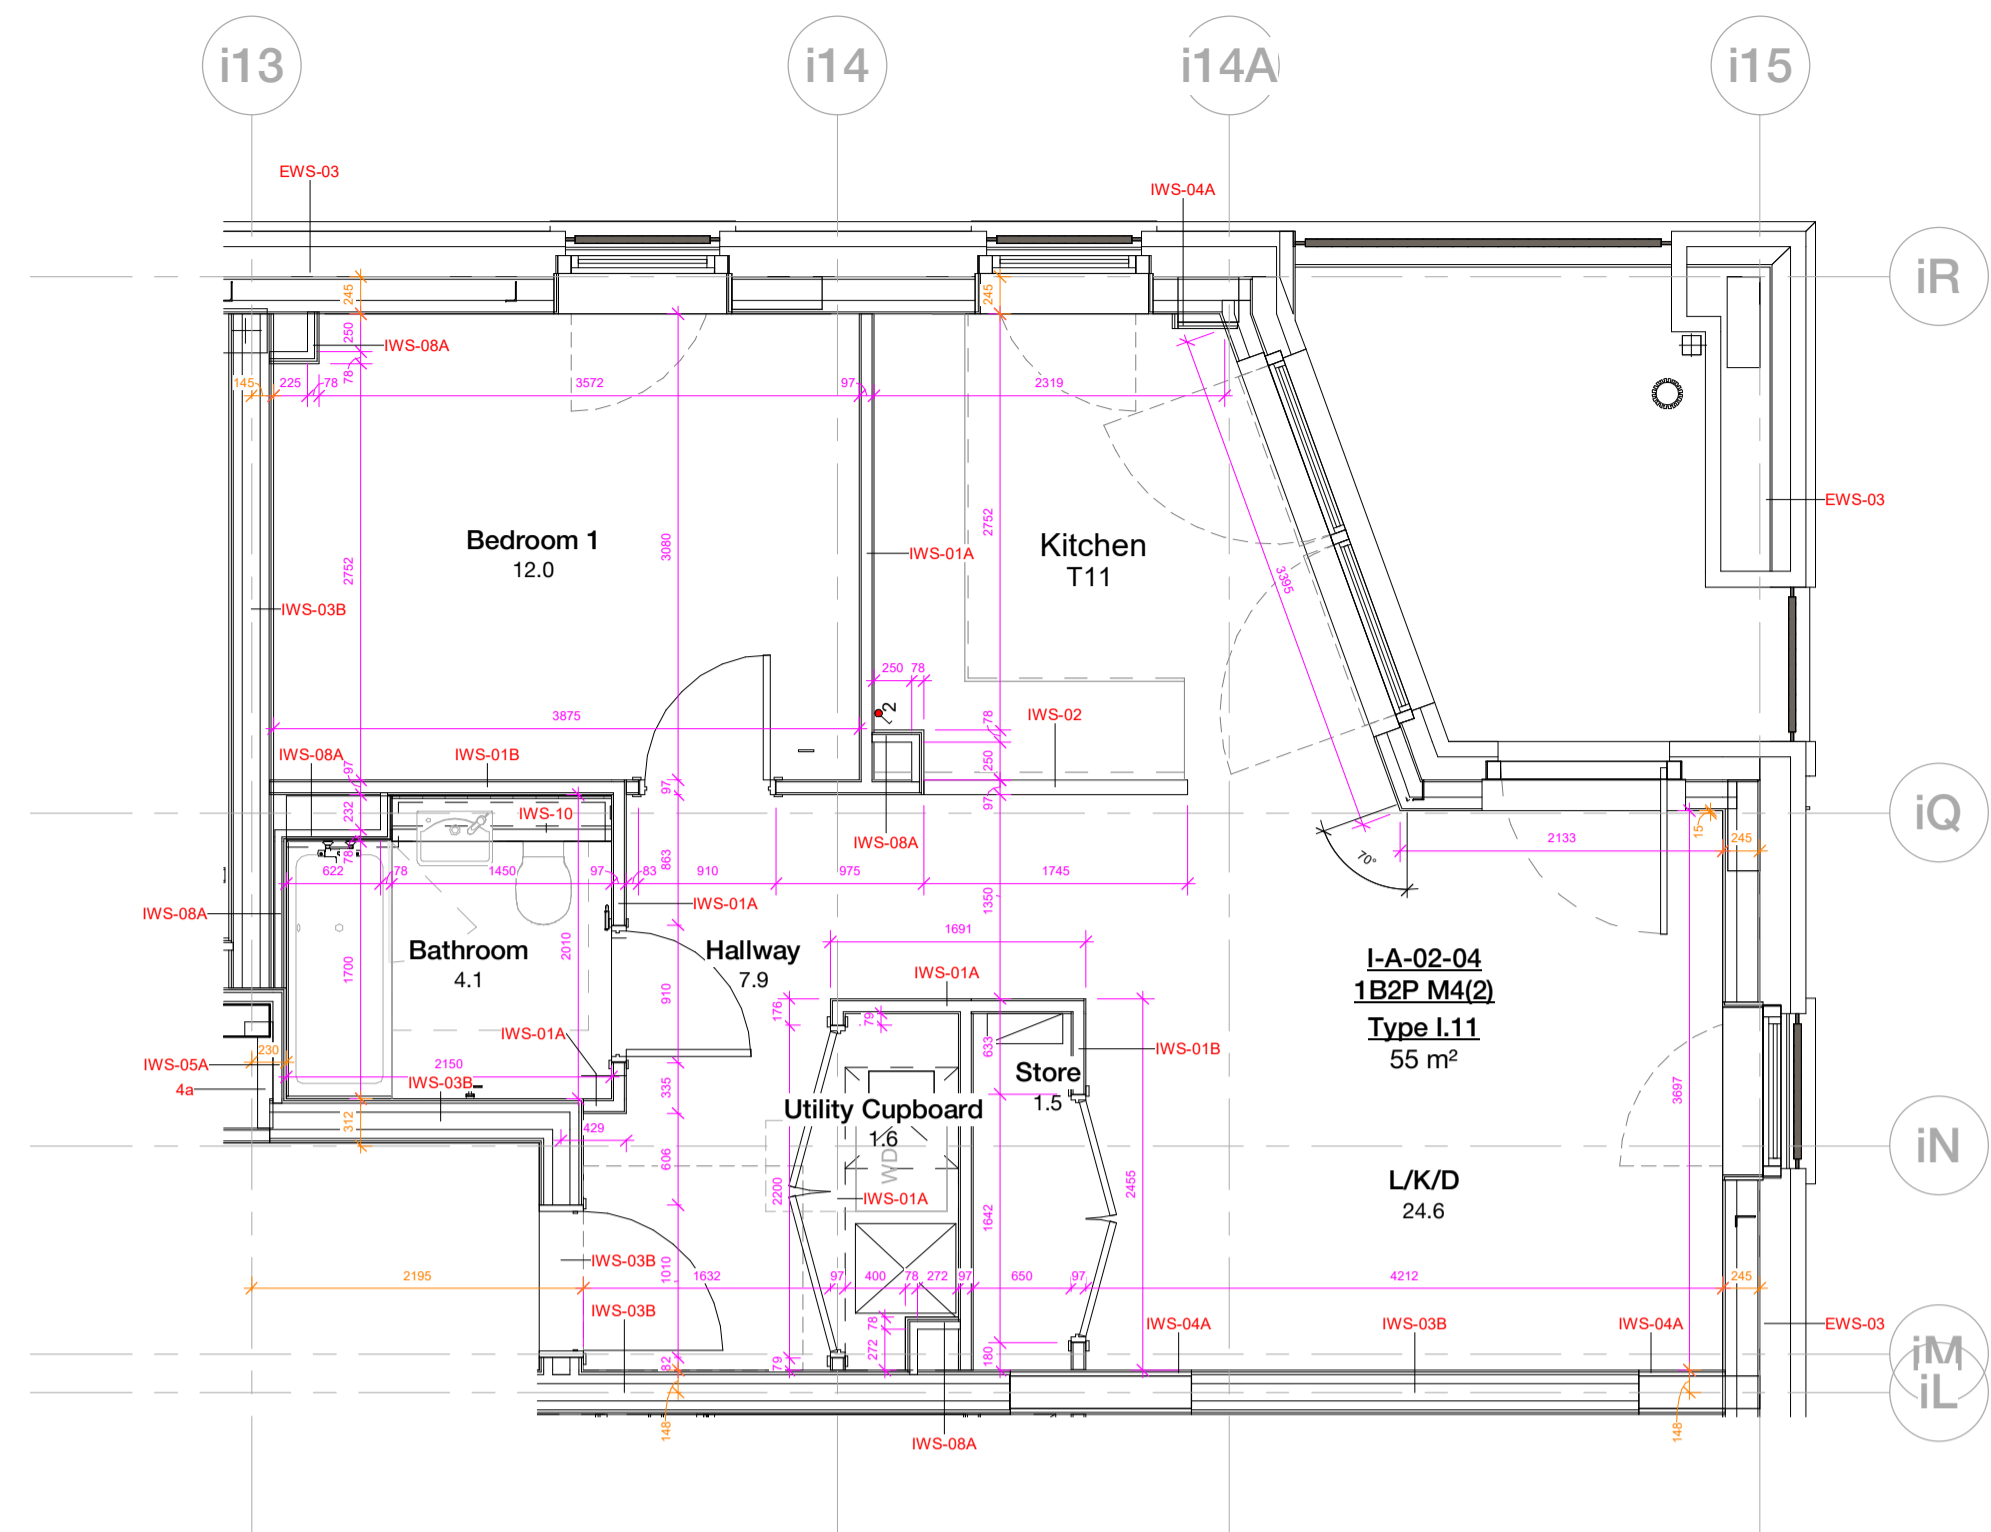 i13
i14
i14A
i15
EWS-03
IWS-04A
iR
245
245
250
IWS-08A
78
145
225
78
3572
97
2319
EWS-03
Bedroom 1
12.0
3080
2752
Kitchen
T11
2752
IWS-01A
3395
IWS-03B
250
78
2
3875
78
IWS-02
IWS-08A
IWS-01B
97
97
250
97
232
IWS-10
iQ
78
863
IWS-08A
2133
15
245
70°
622
78
1450
97
83
910
975
1745
IWS-08A
IWS-01A
1350
1691
Bathroom
4.1
2010
1700
Hallway
7.9
910
IWS-01A
I-A-02-04
1B2P M4(2)
Type I.11
55 m²
176
79
633
IWS-01A
IWS-01B
230
IWS-05A
4a
2150
IWS-03B
335
Store
1.5
3697
Utility Cupboard
1.6
WD
312
429
606
iN
2200
IWS-01A
2455
1642
L/K/D
24.6
IWS-03B
1010
2195
1632
97
400
78
272
97
650
97
4212
245
IWS-03B
78
272
IWS-04A
IWS-03B
IWS-04A
EWS-03
82
79
180
iM
iL
148
148
IWS-08A